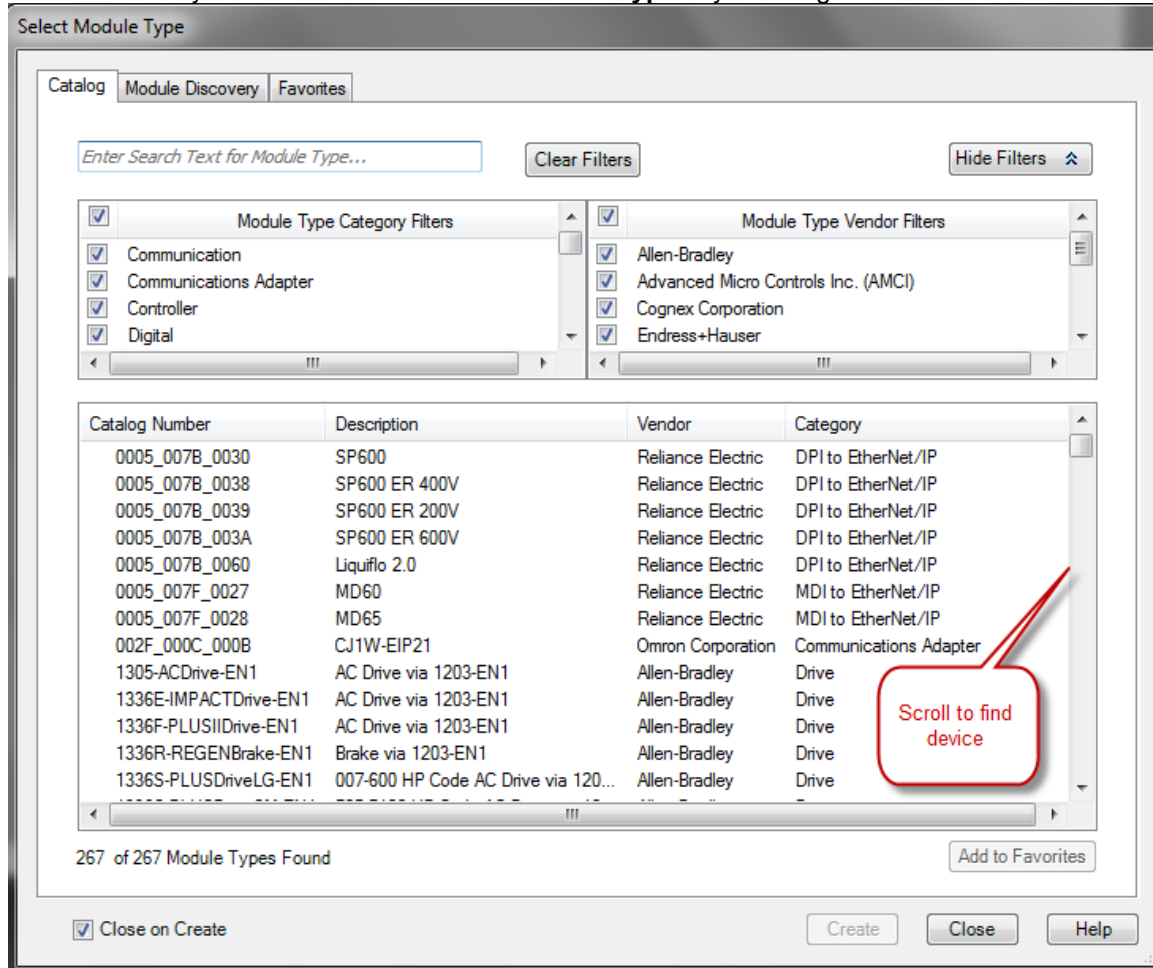 Select Module Type
Catalog Module Discovery Favorites
Enter Search Text for Module Type... Clear Filters Hide Filters
Module Type Category Filters Module Type Vendor Filters
Communication Allen-Bradley
Communications Adapter Advanced Micro Controls Inc. (AMCI)
Controller Cognex Corporation
Digital Endress+Hauser
Catalog Number Description Vendor Category
0005_007B_0030 SP600 Reliance Electric DPI to EtherNet/IP
0005_007B_0038 SP600 ER 400V Reliance Electric DPI to EtherNet/IP
0005_007B_0039 SP600 ER 200V Reliance Electric DPI to EtherNet/IP
0005_007B_003A SP600 ER 600V Reliance Electric DPI to EtherNet/IP
0005_007B_0060 Liquiflo 2.0 Reliance Electric DPI to EtherNet/IP
0005_007F_0027 MD60 Reliance Electric MDI to EtherNet/IP
0005_007F_0028 MD65 Reliance Electric MDI to EtherNet/IP
002F_000C_000B CJ1W-EIP21 Omron Corporation Communications Adapter
1305-ACDrive-EN1 AC Drive via 1203-EN1 Allen-Bradley Drive
1336E-IMPACTDrive-EN1 AC Drive via 1203-EN1 Allen-Bradley Drive
1336F-PLUSIIDrive-EN1 AC Drive via 1203-EN1 Allen-Bradley Drive
1336R-REGENBrake-EN1 Brake via 1203-EN1 Allen-Bradley Drive
1336S-PLUSDriveLG-EN1 007-600 HP Code AC Drive via 120... Allen-Bradley Drive
Scroll to find
device
267 of 267 Module Types Found Add to Favorites
Close on Create Create Close Help